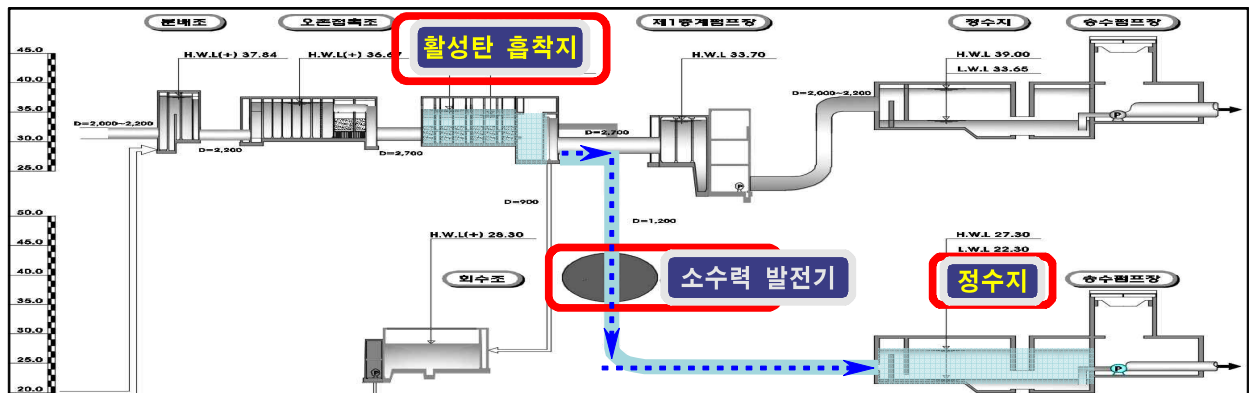 분배조
오존접촉조
활성탄 흡착지
제1중계펌프장
정수지
송수펌프장
45.0
40.0
35.0
30.0
25.0
H.W.L(+) 37.84
H.W.L(+) 36.67
H.W.L 33.70
H.W.L 39.00
L.W.L 33.65
D=2,000~2,200
D=2,200
D=2,700
D=2,700
D=2,000~2,200
P
P
50.0
45.0
40.0
35.0
30.0
25.0
20.0
D=900
D=1,200
H.W.L(+) 28.30
H.W.L 27.30
L.W.L 22.30
회수조
소수력 발전기
정수지
송수펌프장
P
P